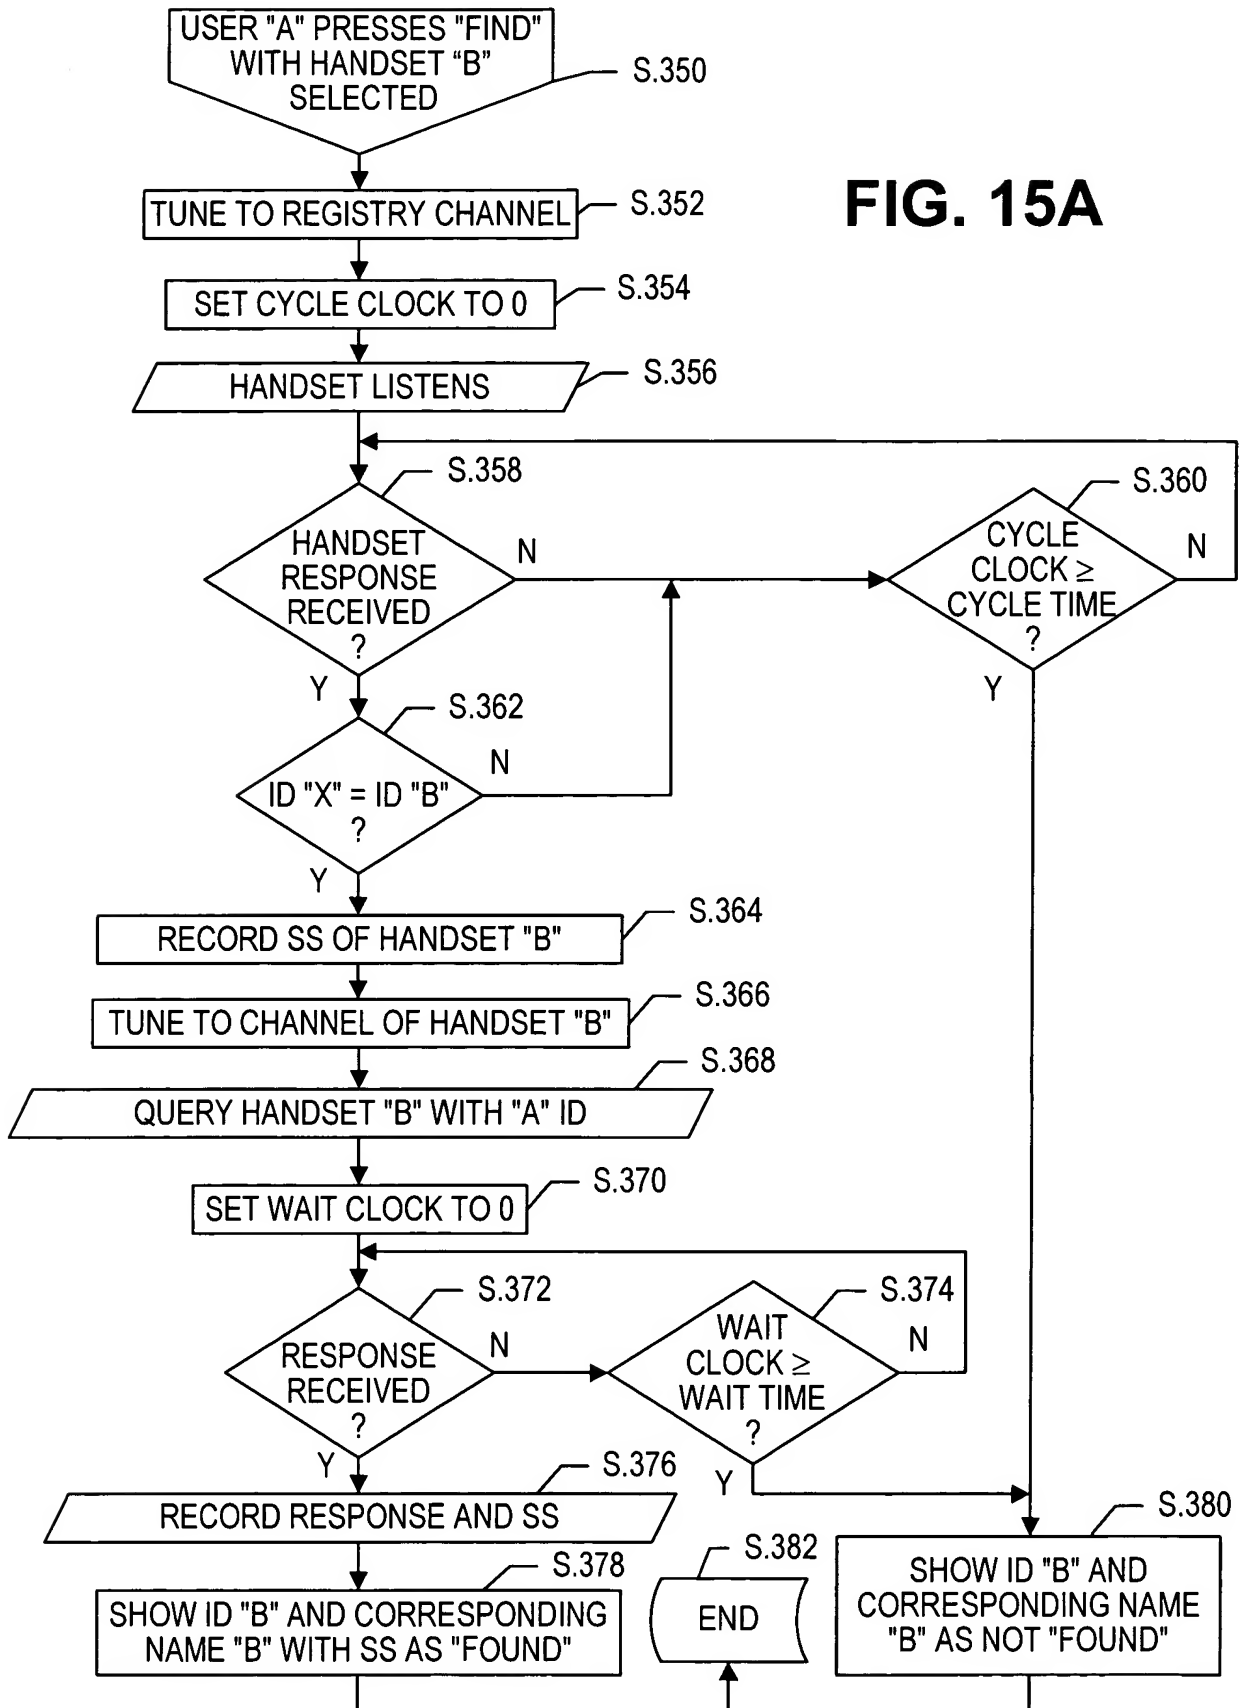 USER "A" PRESSES "FIND"
WITH HANDSET "B"
SELECTED
S.350
FIG. 15A
TUNE TO REGISTRY CHANNEL
S.352
SET CYCLE CLOCK TO 0
S.354
HANDSET LISTENS
S.356
S.358
HANDSET
RESPONSE
RECEIVED
?
N
Y
S.360
CYCLE
CLOCK ≥
CYCLE TIME
?
N
Y
S.362
ID "X" = ID "B"
?
N
Y
S.364
RECORD SS OF HANDSET "B"
S.366
TUNE TO CHANNEL OF HANDSET "B"
S.368
QUERY HANDSET "B" WITH "A" ID
S.370
SET WAIT CLOCK TO 0
S.372
RESPONSE
RECEIVED
?
N
Y
S.374
WAIT
CLOCK ≥
WAIT TIME
?
N
Y
S.376
RECORD RESPONSE AND SS
S.378
SHOW ID "B" AND CORRESPONDING
NAME "B" WITH SS AS "FOUND"
S.382
END
S.380
SHOW ID "B" AND
CORRESPONDING NAME
"B" AS NOT "FOUND"